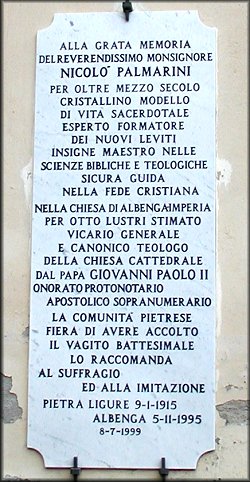 ALLA GRATA MEMORIA
DEL REVERENDISSIMO MONSIGNORE
NICOLO' PALMARINI
PER OLTRE MEZZO SECOLO
CRISTALLINO MODELLO
DI VITA SACERDOTALE
ESPERTO FORMATORE
DEI NUOVI LEVITI
INSIGNE MAESTRO NELLE
SCIENZE BIBLICHE E TEOLOGICHE
SICURA GUIDA
NELLA FEDE CRISTIANA
NELLA CHIESA DI ALBENGA IMPERIA
PER OTTO LUSTRI STIMATO
VICARIO GENERALE
E CANONICO TEOLOGO
DELLA CHIESA CATTEDRALE
DAL PAPA GIOVANNI PAOLO II
ONORATO PROTONOTARIO
APOSTOLICO SOPRANUMERARIO
LA COMUNITÀ PIETRESE
FIERA DI AVERE ACCOLTO
IL VAGITO BATTESIMALE
LO RACCOMANDA
AL SUFFRAGIO
ED ALLA IMITAZIONE
PIETRA LIGURE 9-1-1915
ALBENGA 5-11-1995
8-7-1999